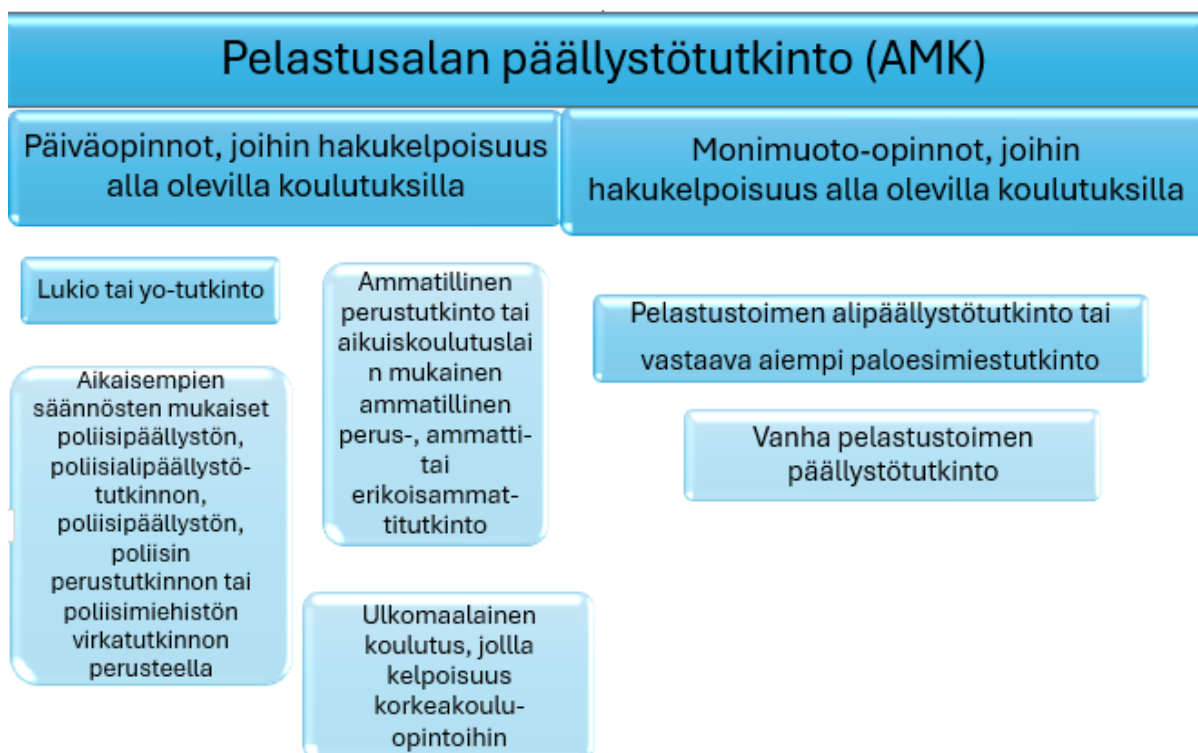 Pelastusalan päällystötutkinto (AMK)
Päiväopinnot, joihin hakukelpoisuus
alla olevilla koulutuksilla
Monimuoto-opinnot, joihin
hakukelpoisuus alla olevilla koulutuksilla
Lukio tai yo-tutkinto
Aikaisempien
säännösten mukaiset
poliisipäällystön,
poliisialipäällystö-
tutkinnon,
poliisipäällystön,
poliisin
perustutkinnon tai
poliisimiehistön
virkatutkinnon
perusteella
Ammatillinen
perustutkinto tai
aikuiskoulutuslai
n mukainen
ammatillinen
perus-, ammatti-
tai
erikoisammat-
titutkinto
Ulkomaalainen
koulutus, jollla
kelpoisuus
korkeakoulu-
opintoihin
Pelastustoimen alipäällystötutkinto tai
vastaava aiempi paloesimiestutkinto
Vanha pelastustoimen
päällystötutkinto